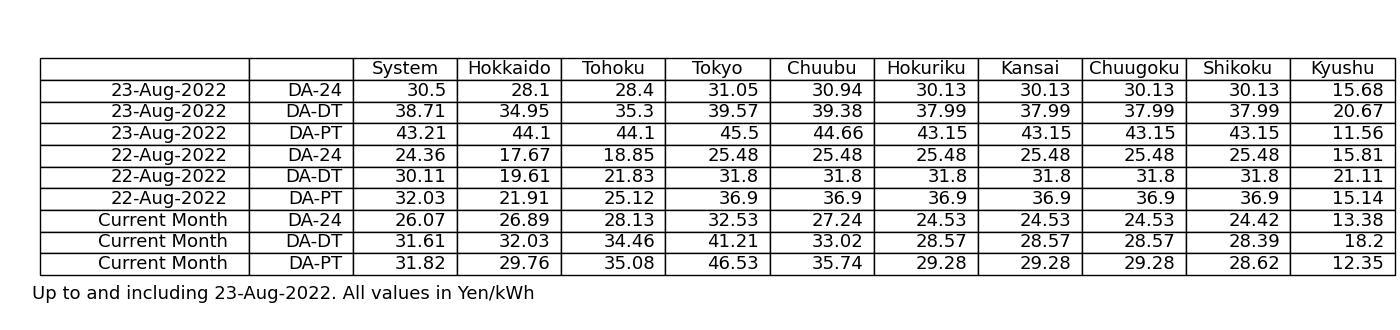 System Hokkaido Tohoku Tokyo Chuubu Hokuriku Kansai Chuugoku Shikoku Kyushu
23-Aug-2022 DA-24 30.5 28.1 28.4 31.05 30.94 30.13 30.13 30.13 30.13 15.68
23-Aug-2022 DA-DT 38.71 34.95 35.3 39.57 39.38 37.99 37.99 37.99 37.99 20.67
23-Aug-2022 DA-PT 43.21 44.1 44.1 45.5 44.66 43.15 43.15 43.15 43.15 11.56
22-Aug-2022 DA-24 24.36 17.67 18.85 25.48 25.48 25.48 25.48 25.48 25.48 15.81
22-Aug-2022 DA-DT 30.11 19.61 21.83 31.8 31.8 31.8 31.8 31.8 31.8 21.11
22-Aug-2022 DA-PT 32.03 21.91 25.12 36.9 36.9 36.9 36.9 36.9 36.9 15.14
Current Month DA-24 26.07 26.89 28.13 32.53 27.24 24.53 24.53 24.53 24.42 13.38
Current Month DA-DT 31.61 32.03 34.46 41.21 33.02 28.57 28.57 28.57 28.39 18.2
Current Month DA-PT 31.82 29.76 35.08 46.53 35.74 29.28 29.28 29.28 28.62 12.35
Up to and including 23-Aug-2022. All values in Yen/kWh